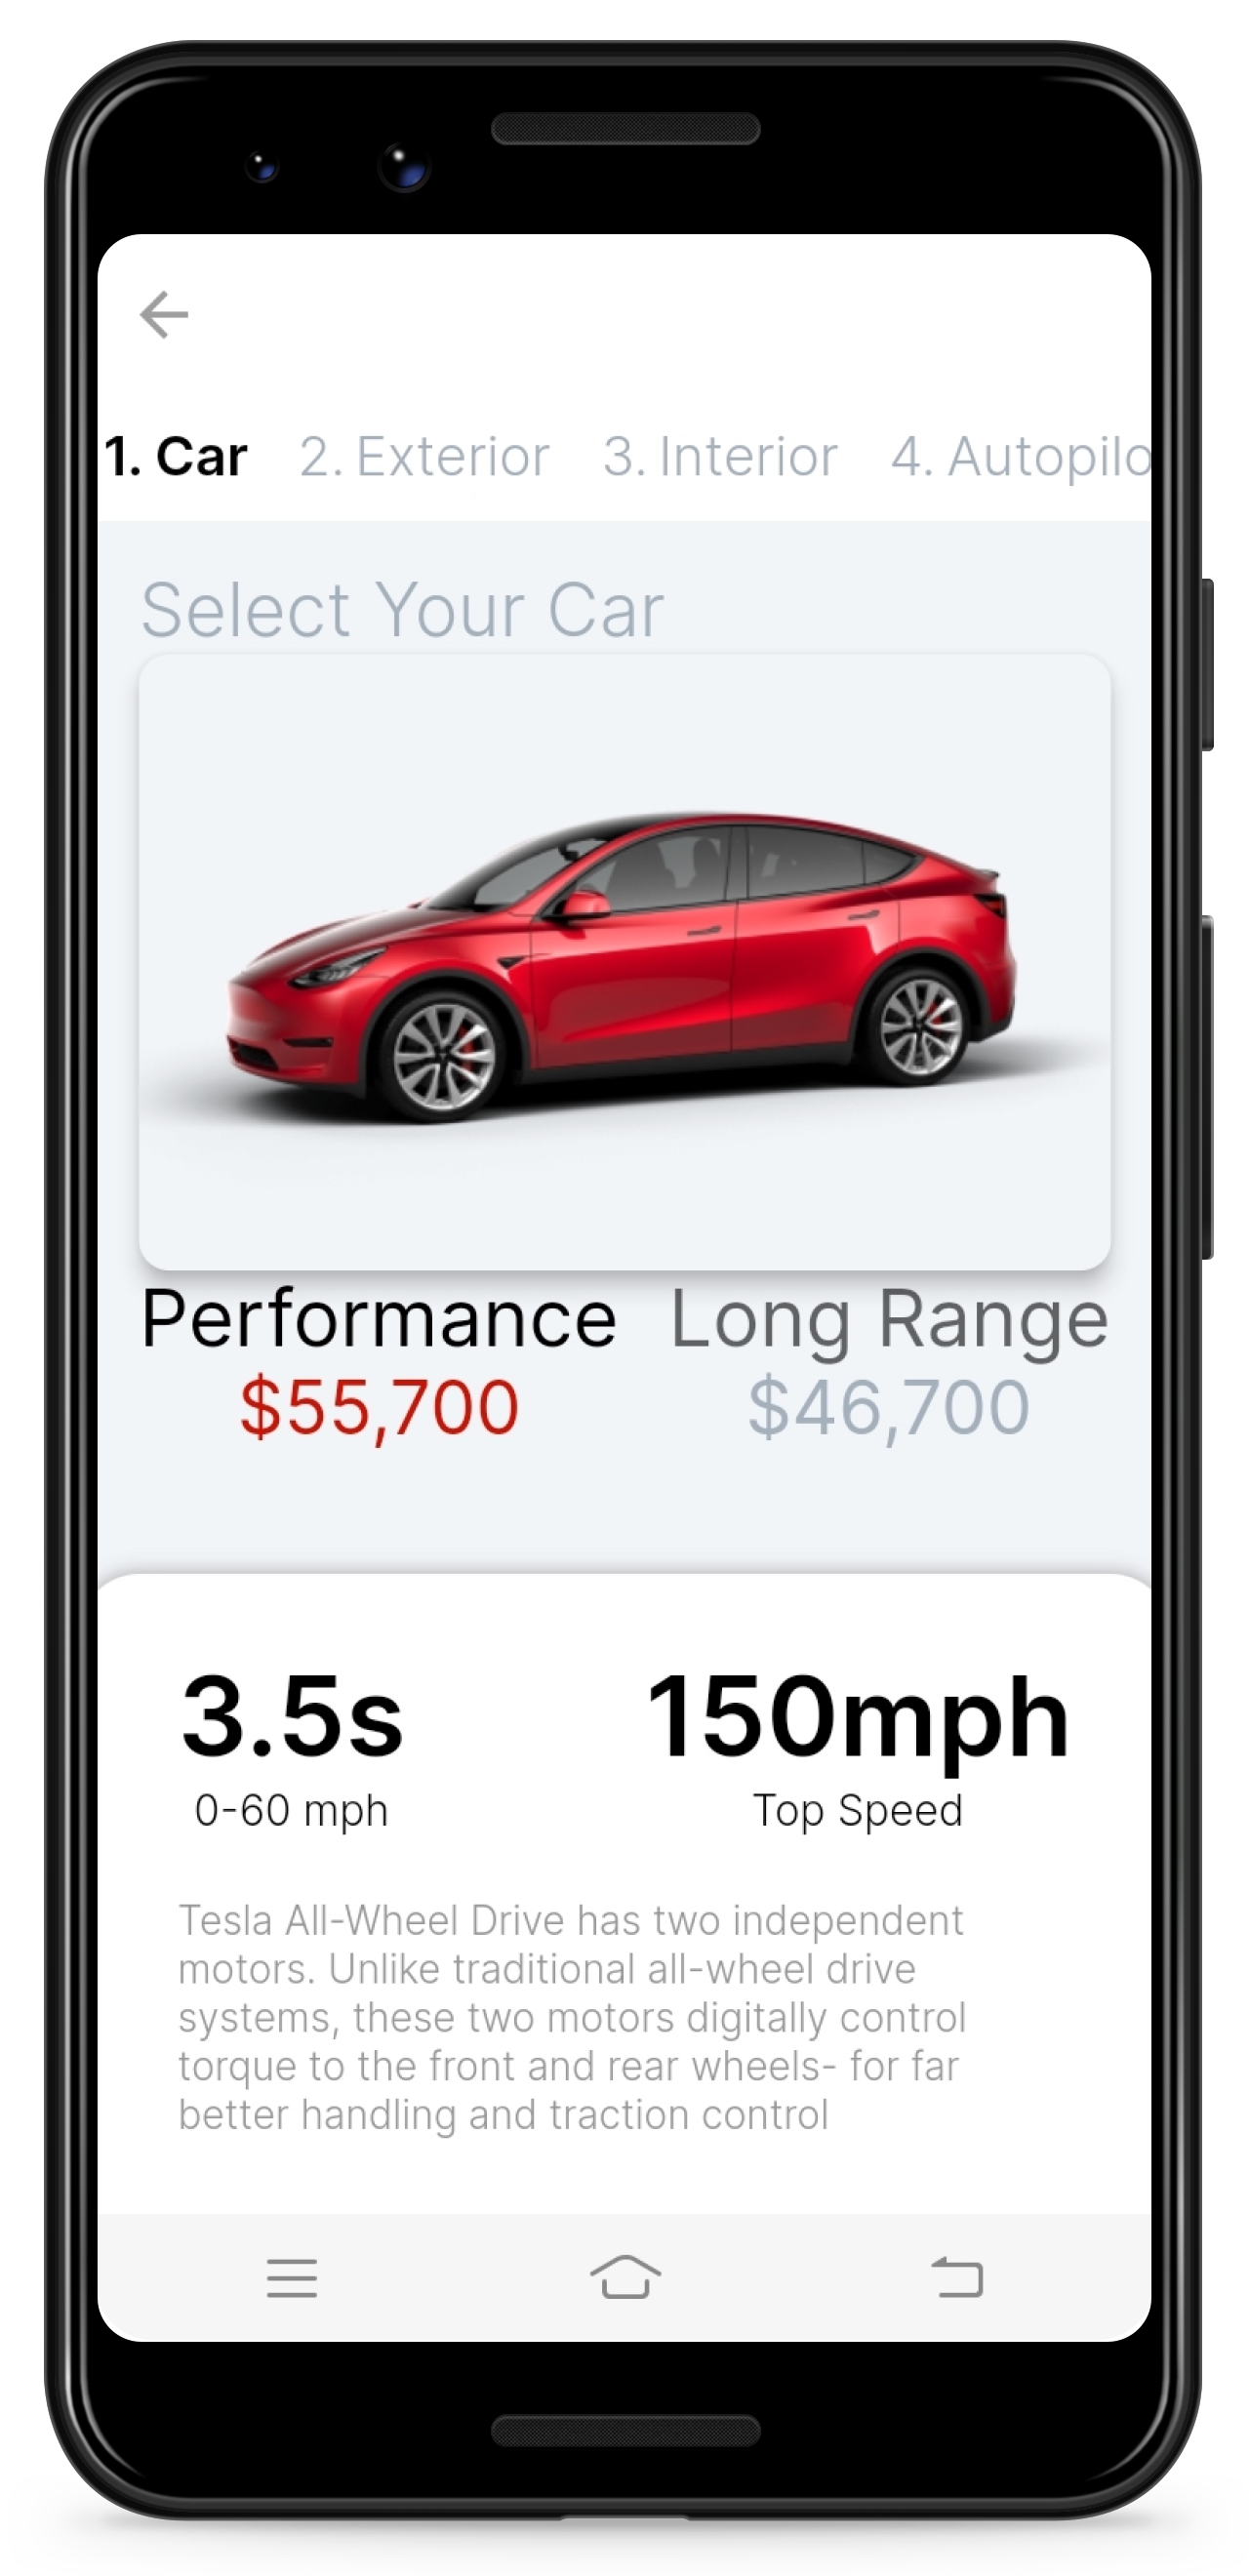 1. Car 2. Exterior 3. Interior 4. Autopilo
Select Your Car
Performance Long Range
$55,700 $46,700
3.5s 150mph
0-60 mph Top Speed
Tesla All-Wheel Drive has two independent
motors. Unlike traditional all-wheel drive
systems, these two motors digitally control
torque to the front and rear wheels- for far
better handling and traction control